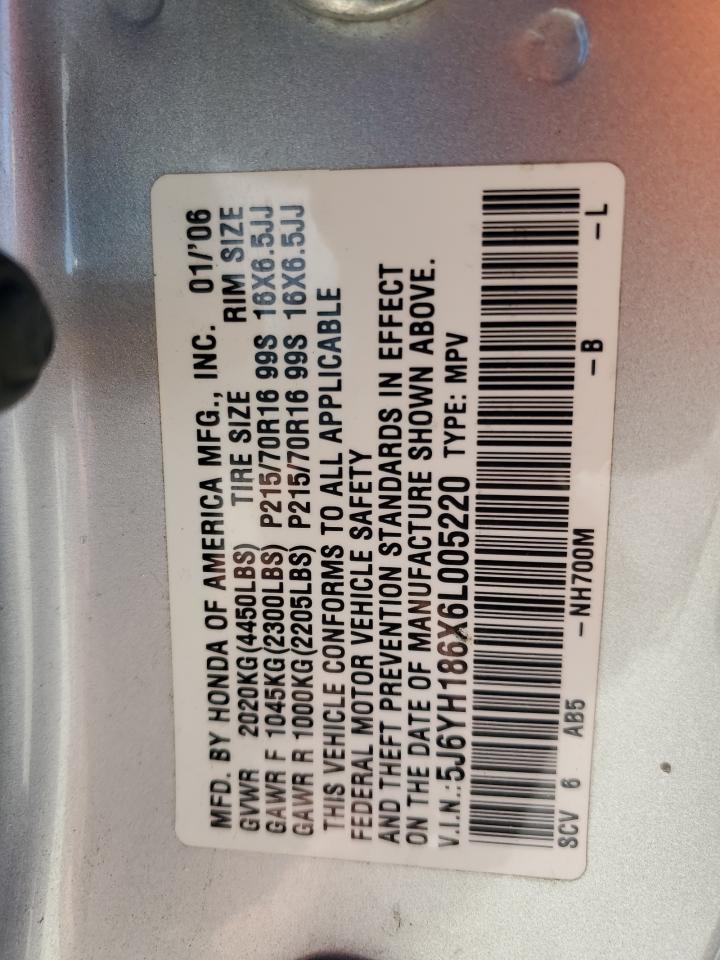 MFD. BY HONDA OF AMERICA MFG., INC. 01/'06
GVWR 2020KG(4450LBS) TIRE SIZE RIM SIZE
GAWR F 1045KG(2300LBS) P215/70R16 99S 16X6.5JJ
GAWR R 1000KG(2205LBS) P215/70R16 99S 16X6.5JJ
THIS VEHICLE CONFORMS TO ALL APPLICABLE
FEDERAL MOTOR VEHICLE SAFETY
AND THEFT PREVENTION STANDARDS IN EFFECT
ON THE DATE OF MANUFACTURE SHOWN ABOVE.
V.I.N.:5J6YH186X6L005220 TYPE: MPV
SCV 6 AB5 –NH700M –B –L